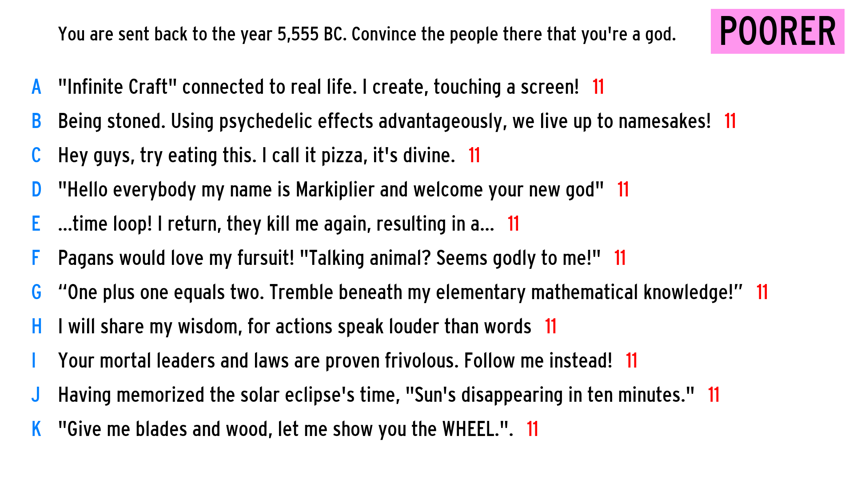 You are sent back to the year 5,555 BC. Convince the people there that you're a god.
POORER
A "Infinite Craft" connected to real life. I create, touching a screen! 11
B Being stoned. Using psychedelic effects advantageously, we live up to namesakes! 11
C Hey guys, try eating this. I call it pizza, it's divine. 11
D "Hello everybody my name is Markiplier and welcome your new god" 11
E ...time loop! I return, they kill me again, resulting in a... 11
F Pagans would love my fursuit! "Talking animal? Seems godly to me!" 11
G “One plus one equals two. Tremble beneath my elementary mathematical knowledge!” 11
H I will share my wisdom, for actions speak louder than words 11
I Your mortal leaders and laws are proven frivolous. Follow me instead! 11
J Having memorized the solar eclipse's time, "Sun's disappearing in ten minutes." 11
K "Give me blades and wood, let me show you the WHEEL.". 11